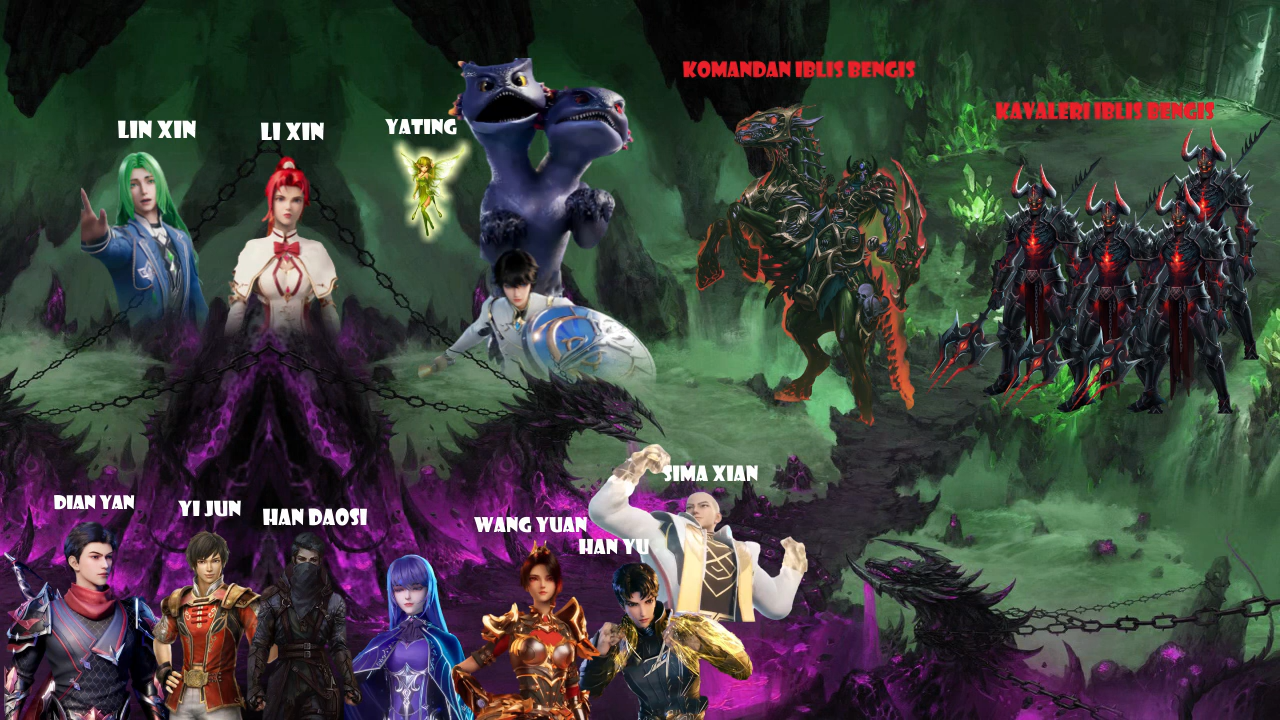 KOMANDAN IBLIS BENGIS
KAVALERI IBLIS BENGIS
LIN XIN
LI XIN
YATING
SIMA XIAN
DIAN YAN
YI JUN
HAN DAOSI
WANG YUAN
HAN YU